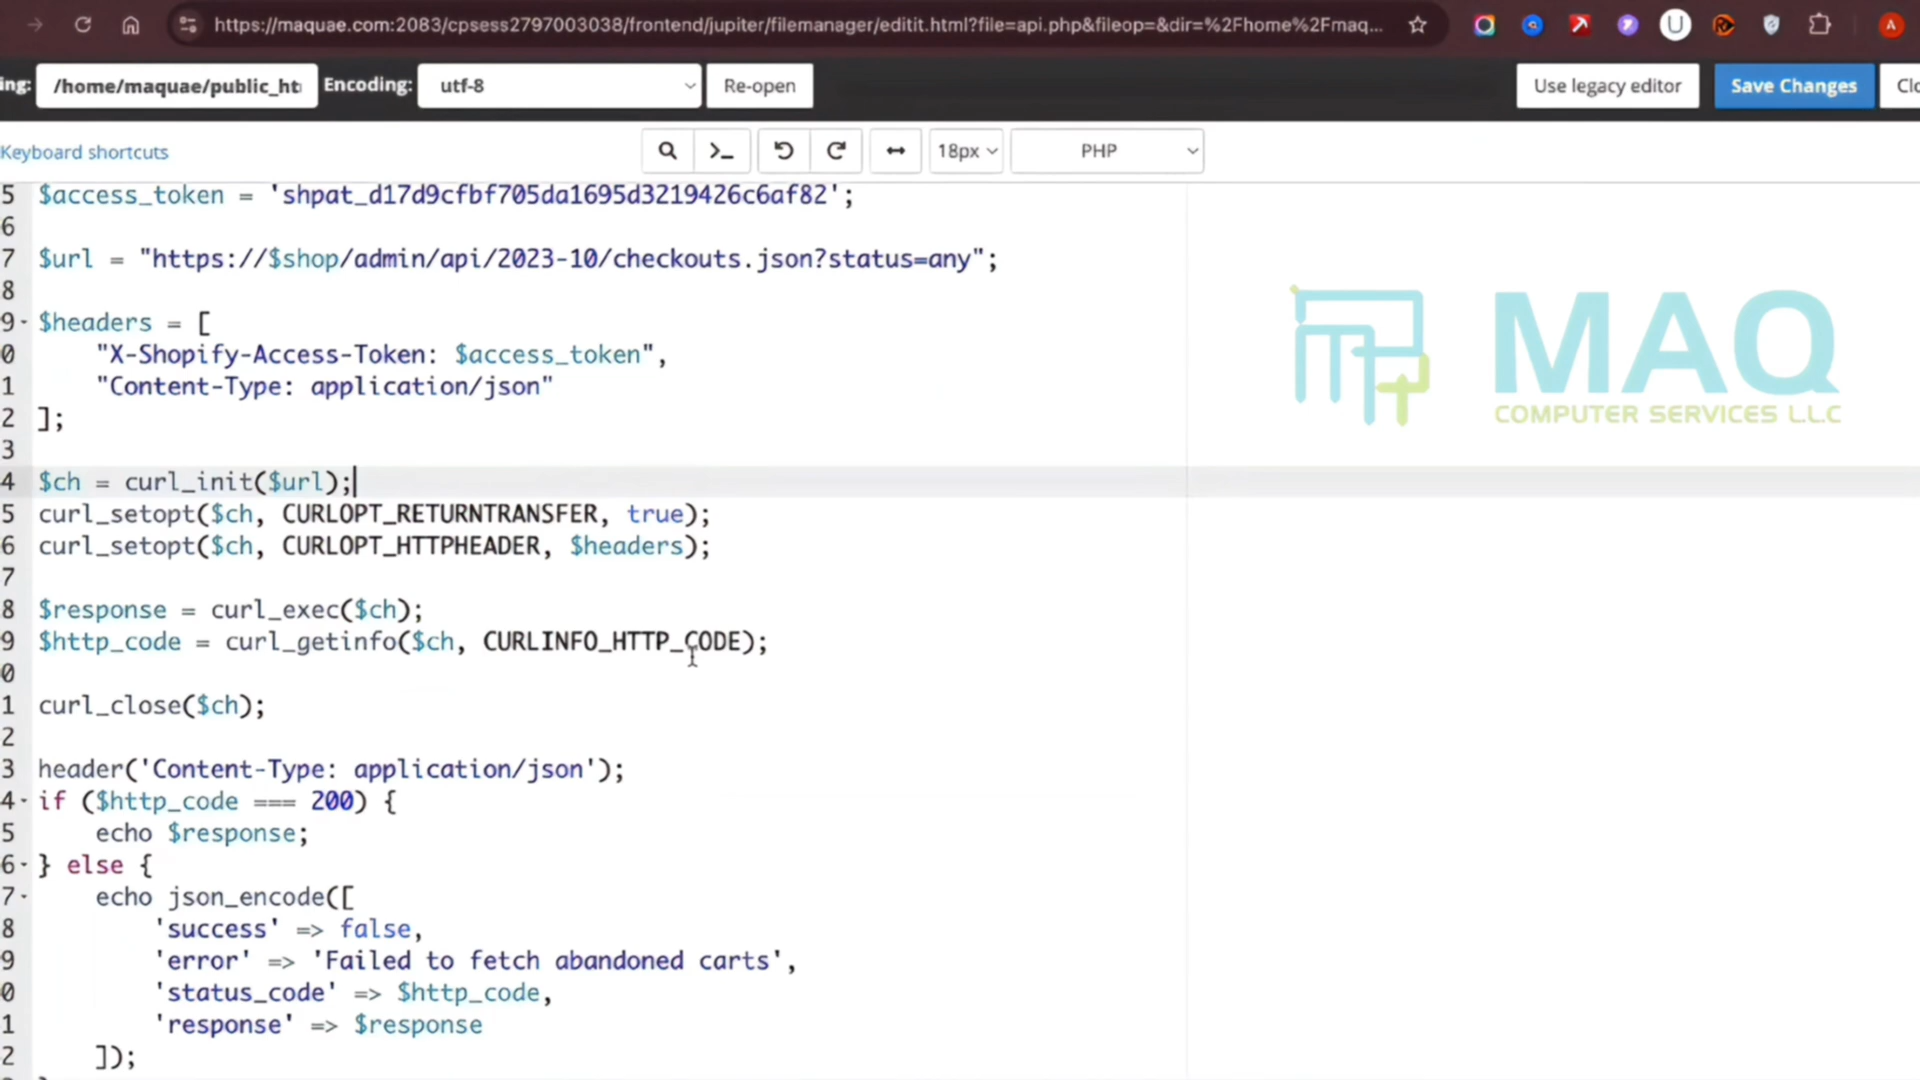 https://maquae.com:2083/cpsess2797003038/frontend/jupiter/filemanager/editit.html?file=api.php&fileop=&dir=%2Fhome%2Fmaq...
U
A
ing: /home/maquae/public_ht Encoding: utf-8 Re-open Use legacy editor Save Changes Clo
Keyboard shortcuts >_ 18px PHP
5 $access_token = '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';
6
7 $url = "https://$shop/admin/api/2023-10/checkouts.json?status=any";
8
9 $headers = [
0 "X-Shopify-Access-Token: $access_token",
1 "Content-Type: application/json"
2 ];
3
4 $ch = curl_init($url);
5 curl_setopt($ch, CURLOPT_RETURNTRANSFER, true);
6 curl_setopt($ch, CURLOPT_HTTPHEADER, $headers);
7
8 $response = curl_exec($ch);
9 $http_code = curl_getinfo($ch, CURLINFO_HTTP_CODE);
0
1 curl_close($ch);
2
3 header('Content-Type: application/json');
4 if ($http_code === 200) {
5 echo $response;
6 } else {
7 echo json_encode([
8 'success' => false,
9 'error' => 'Failed to fetch abandoned carts',
0 'status_code' => $http_code,
1 'response' => $response
2 ]);
MAQ
COMPUTER SERVICES L.L.C